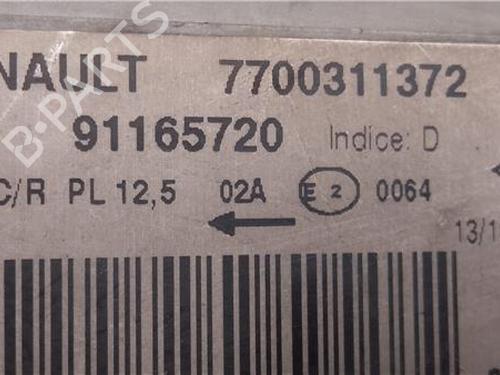 NAULT 7700311372
91165720 Indice: D
C/R PL 12,5 02A E 2 0064
13/1
B-PARTS